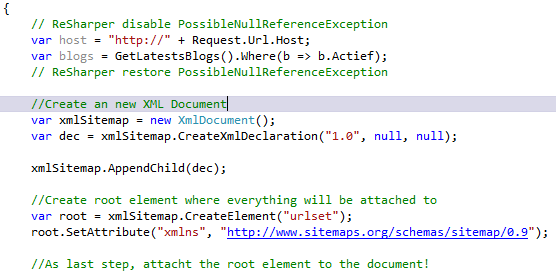 {
// ReSharper disable PossibleNullReferenceException
var host = "http://" + Request.Url.Host;
var blogs = GetLatestsBlogs().Where(b => b.Actief);
// ReSharper restore PossibleNullReferenceException
//Create an new XML Document
var xmlSitemap = new XmlDocument();
var dec = xmlSitemap.CreateXmlDeclaration("1.0", null, null);
xmlSitemap.AppendChild(dec);
//Create root element where everything will be attached to
var root = xmlSitemap.CreateElement("urlset");
root.SetAttribute("xmlns", "http://www.sitemaps.org/schemas/sitemap/0.9");
//As last step, attacht the root element to the document!